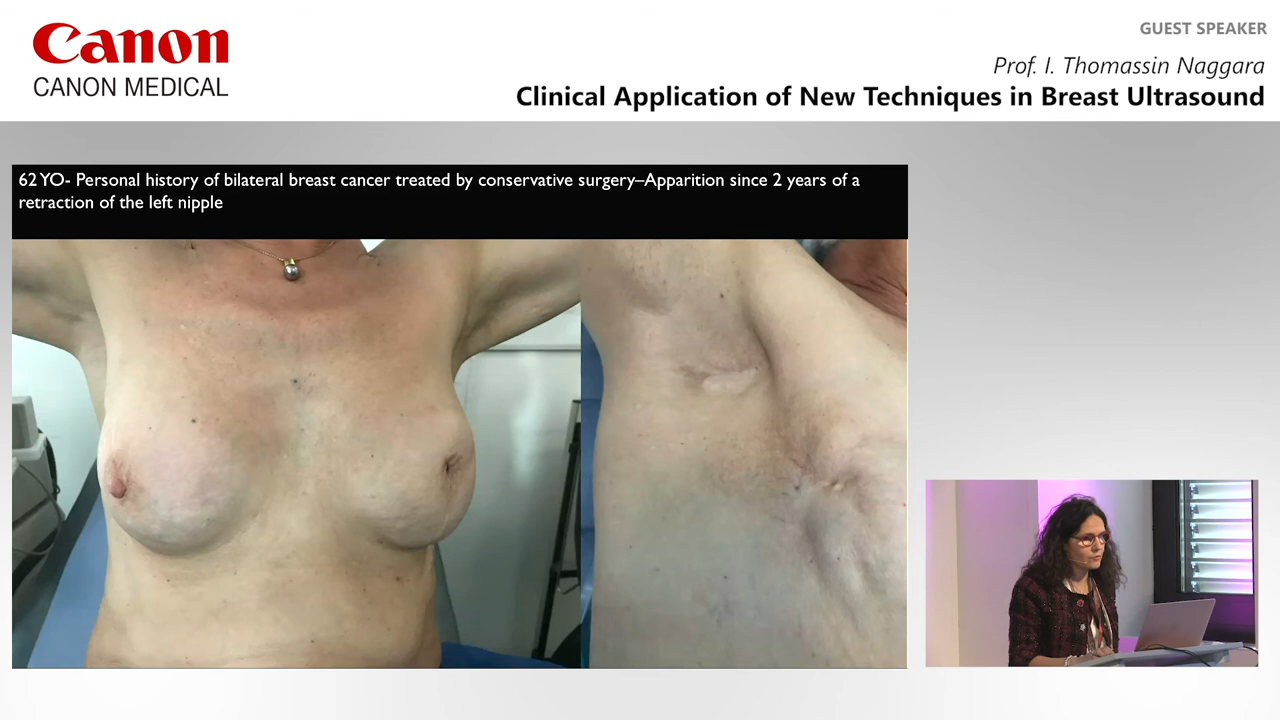 Canon
CANON MEDICAL
GUEST SPEAKER
Prof. I. Thomassin Naggara
Clinical Application of New Techniques in Breast Ultrasound
62 YO- Personal history of bilateral breast cancer treated by conservative surgery–Apparition since 2 years of a
retraction of the left nipple